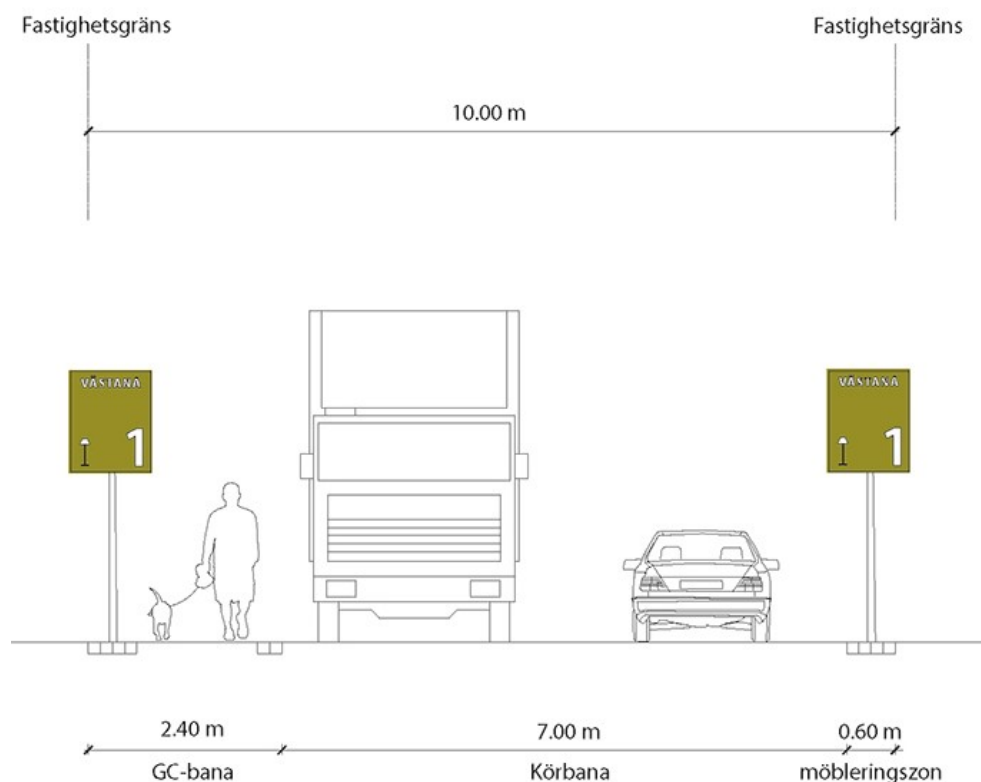 Fastighetsgräns
Fastighetsgräns
10.00 m
VÄSTANÅ
1
VÄSTANÅ
1
2.40 m
7.00 m
0.60 m
GC-bana
Körbana
möbleringszon